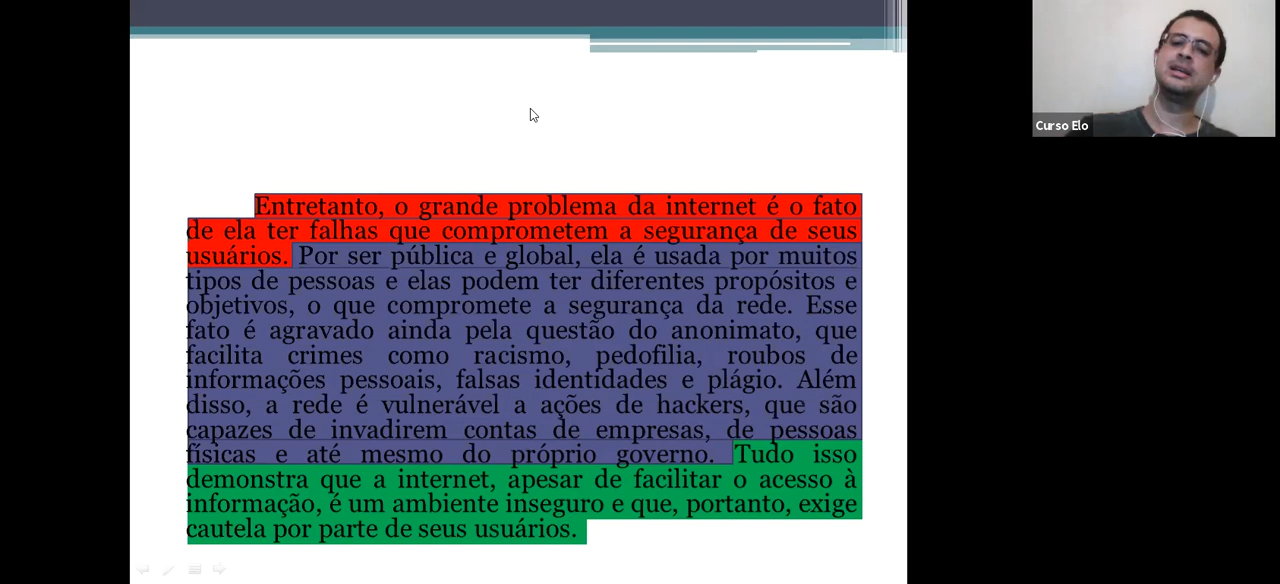 Curso Elo
Entretanto, o grande problema da internet é o fato
de ela ter falhas que comprometem a segurança de seus
usuários. Por ser pública e global, ela é usada por muitos
tipos de pessoas e elas podem ter diferentes propósitos e
objetivos, o que compromete a segurança da rede. Esse
fato é agravado ainda pela questão do anonimato, que
facilita crimes como racismo, pedofilia, roubos de
informações pessoais, falsas identidades e plágio. Além
disso, a rede é vulnerável a ações de hackers, que são
capazes de invadirem contas de empresas, de pessoas
físicas e até mesmo do próprio governo. Tudo isso
demonstra que a internet, apesar de facilitar o acesso à
informação, é um ambiente inseguro e que, portanto, exige
cautela por parte de seus usuários.